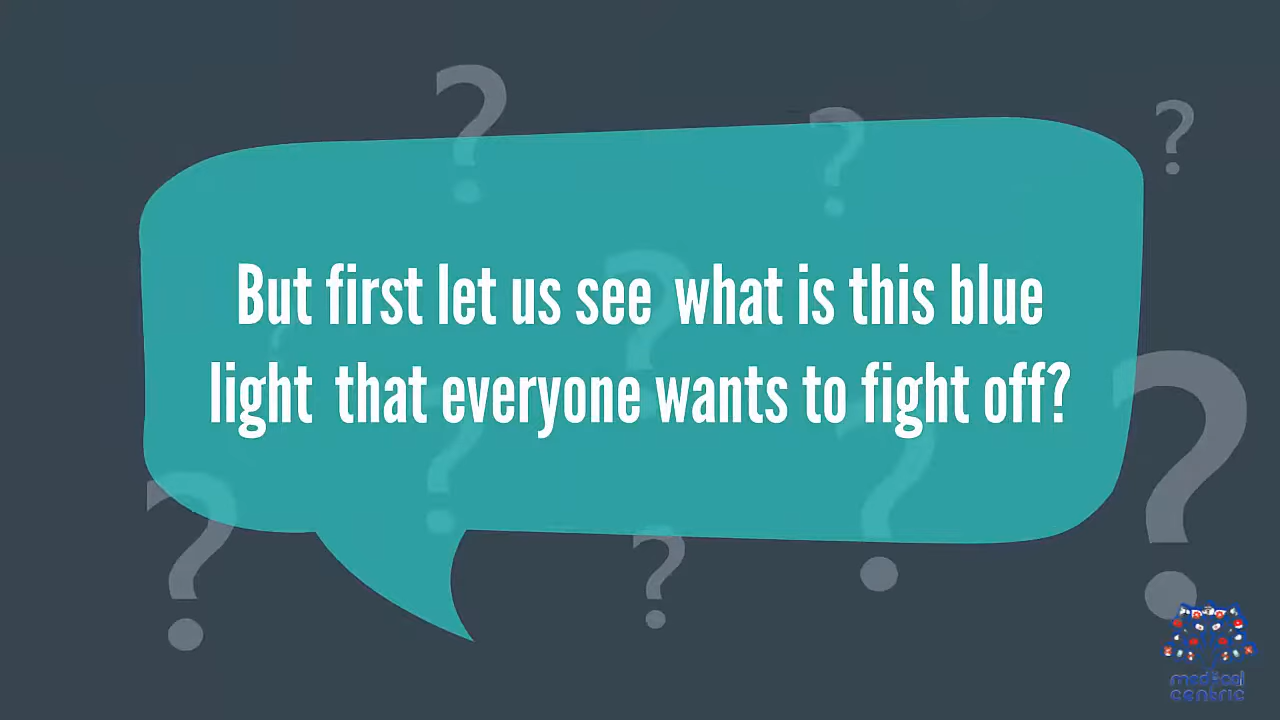 But first let us see what is this blue
light that everyone wants to fight off?
medical
centric